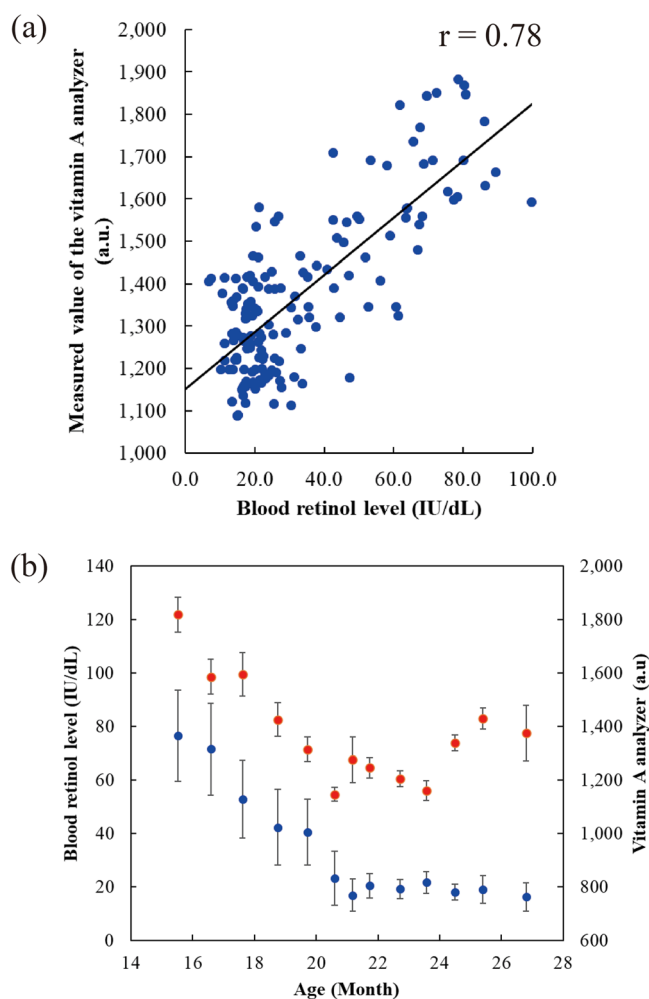 (a)
r = 0.78
Measured value of the vitamin A analyzer
(a.u.)
2,000
1,900
1,800
1,700
1,600
1,500
1,400
1,300
1,200
1,100
1,000
0.0 20.0 40.0 60.0 80.0 100.0
Blood retinol level (IU/dL)
(b)
Blood retinol level (IU/dL)
140
120
100
80
60
40
20
0
2,000
1,800
1,600
1,400
1,200
1,000
800
600
Vitamin A analyzer (a.u)
14 16 18 20 22 24 26 28
Age (Month)